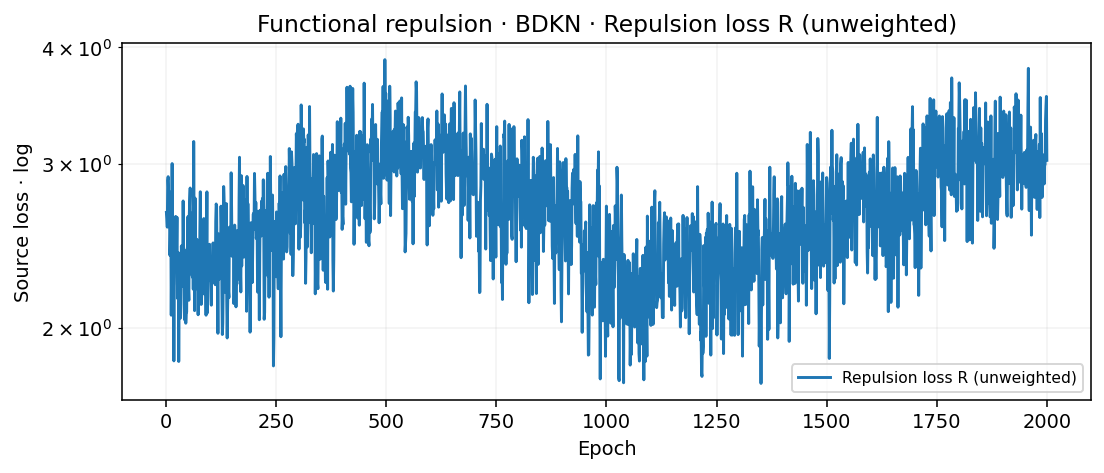 Functional repulsion · BDKN · Repulsion loss R (unweighted)
Source loss · log
4 × 10⁰
3 × 10⁰
2 × 10⁰
Repulsion loss R (unweighted)
0 250 500 750 1000 1250 1500 1750 2000
Epoch